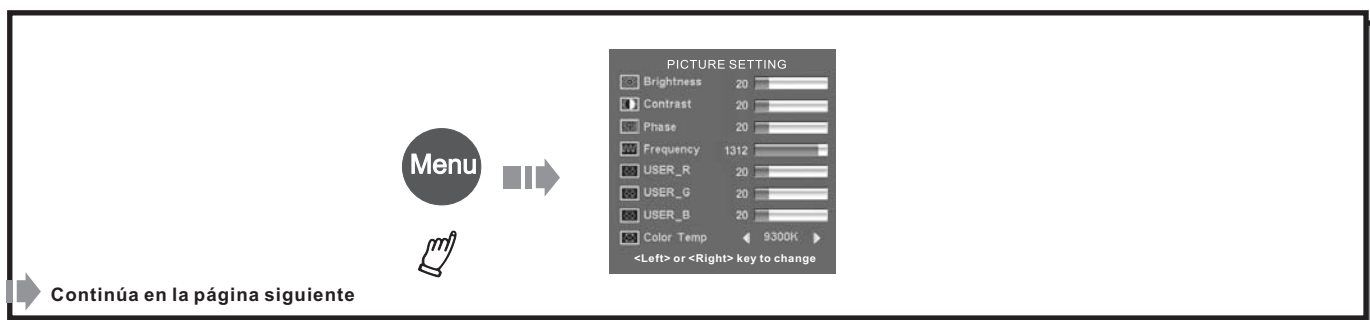 Menu
PICTURE SETTING
Brightness 20
Contrast 20
Phase 20
Frequency 1312
USER_R 20
USER_G 20
USER_B 20
Color Temp 9300K
<Left> or <Right> key to change
Continúa en la página siguiente